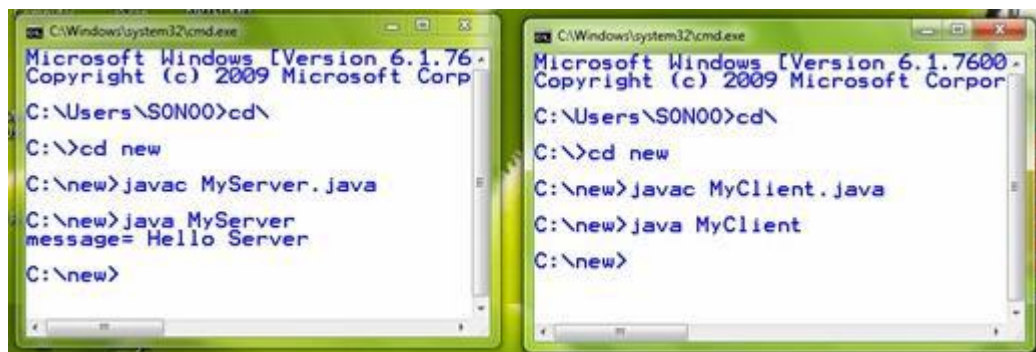 C:\Windows\system32\cmd.exe
Microsoft Windows [Version 6.1.76
Copyright (c) 2009 Microsoft Corp
C:\Users\SONOO>cd\
C:\>cd new
C:\new>javac MyServer.java
C:\new>java MyServer
message= Hello Server
C:\new>
C:\Windows\system32\cmd.exe
Microsoft Windows [Version 6.1.7600
Copyright (c) 2009 Microsoft Corpor
C:\Users\SONOO>cd\
C:\>cd new
C:\new>javac MyClient.java
C:\new>java MyClient
C:\new>